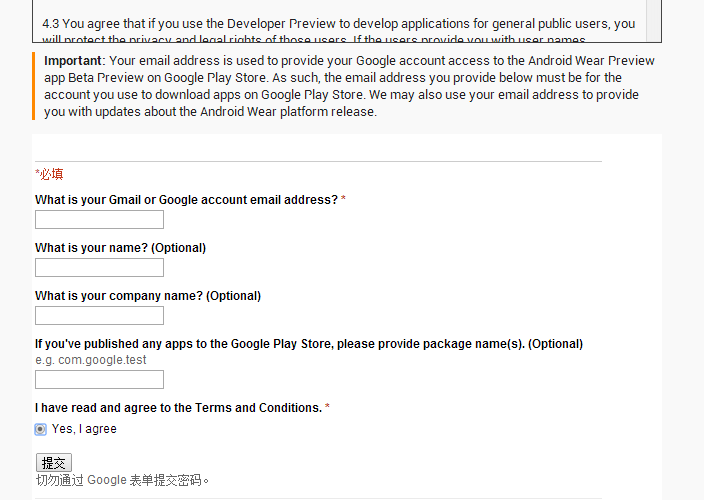 4.3 You agree that if you use the Developer Preview to develop applications for general public users, you
will protect the privacy and legal rights of those users. If the users provide you with user names,
Important: Your email address is used to provide your Google account access to the Android Wear Preview
app Beta Preview on Google Play Store. As such, the email address you provide below must be for the
account you use to download apps on Google Play Store. We may also use your email address to provide
you with updates about the Android Wear platform release.
*必填
What is your Gmail or Google account email address? *
What is your name? (Optional)
What is your company name? (Optional)
If you've published any apps to the Google Play Store, please provide package name(s). (Optional)
e.g. com.google.test
I have read and agree to the Terms and Conditions. *
Yes, I agree
提交
切勿通过 Google 表单提交密码。